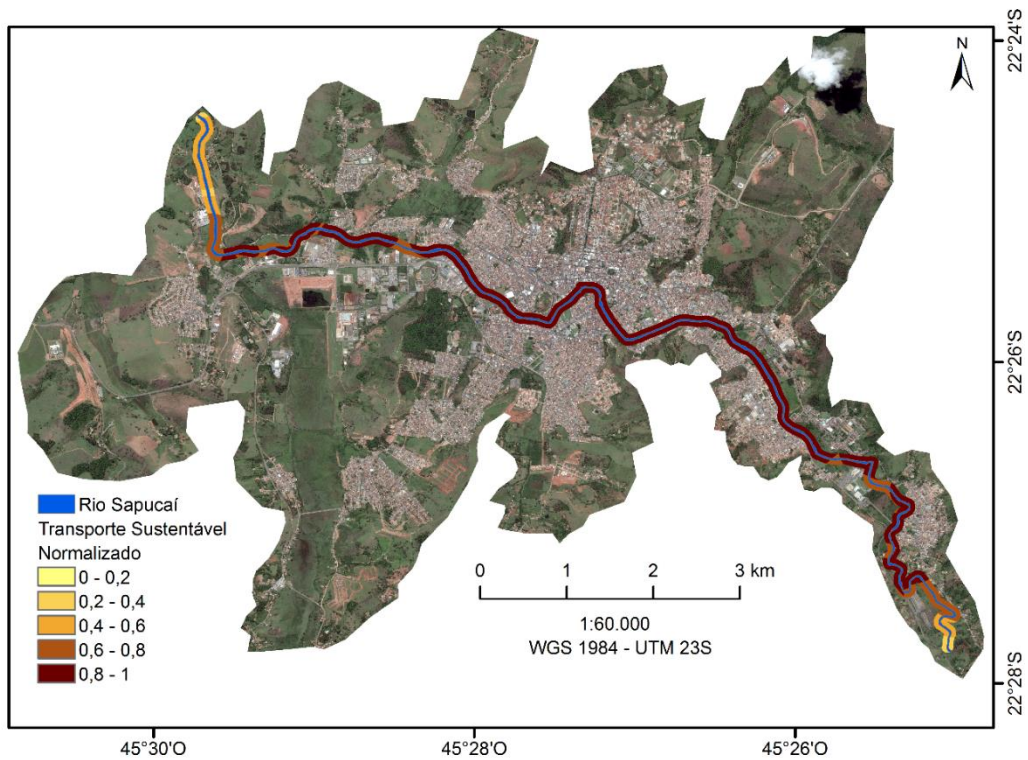 22°24'S
N
22°26'S
Rio Sapucaí
Transporte Sustentável
Normalizado
0 - 0,2
0,2 - 0,4
0,4 - 0,6
0,6 - 0,8
0,8 - 1
0 1 2 3 km
1:60.000
WGS 1984 - UTM 23S
22°28'S
45°30'O 45°28'O 45°26'O